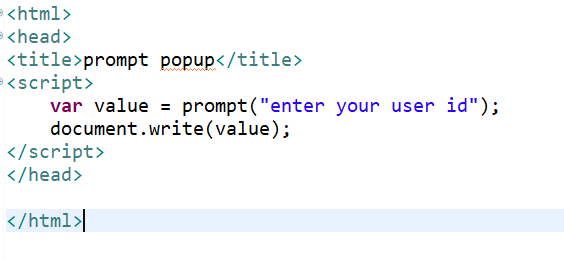 <html>
<head>
<title>prompt popup</title>
<script>
    var value = prompt("enter your user id");
    document.write(value);
</script>
</head>

</html>